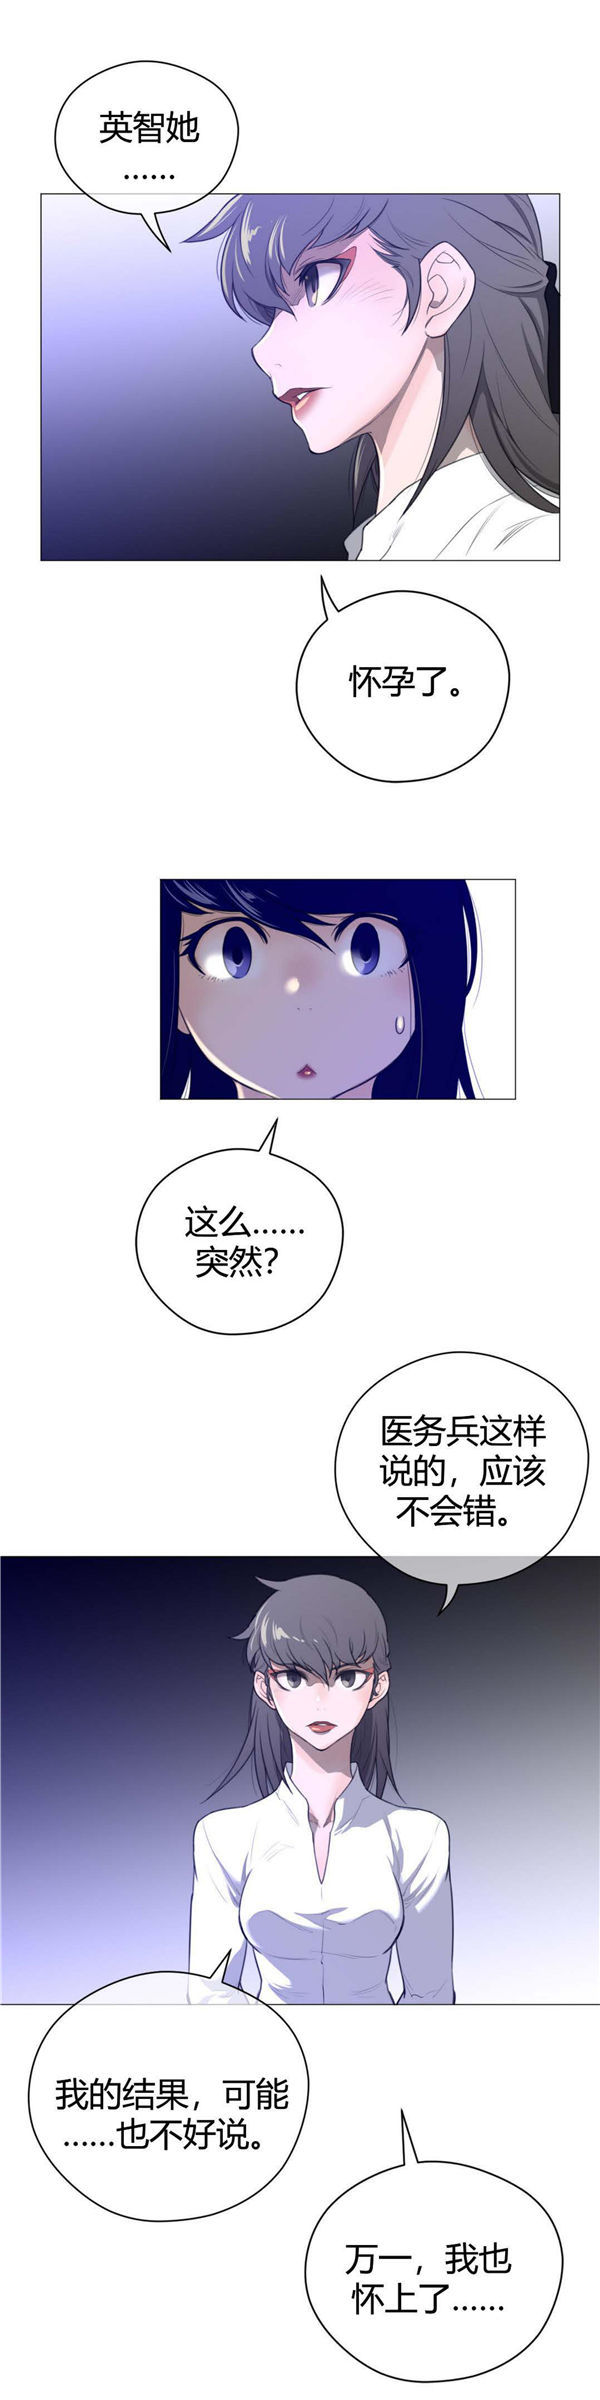 英智她
……
怀孕了。
这么……
突然？
医务兵这样
说的，应该
不会错。
我的结果，可能
……也不好说。
万一，我也
怀上了……